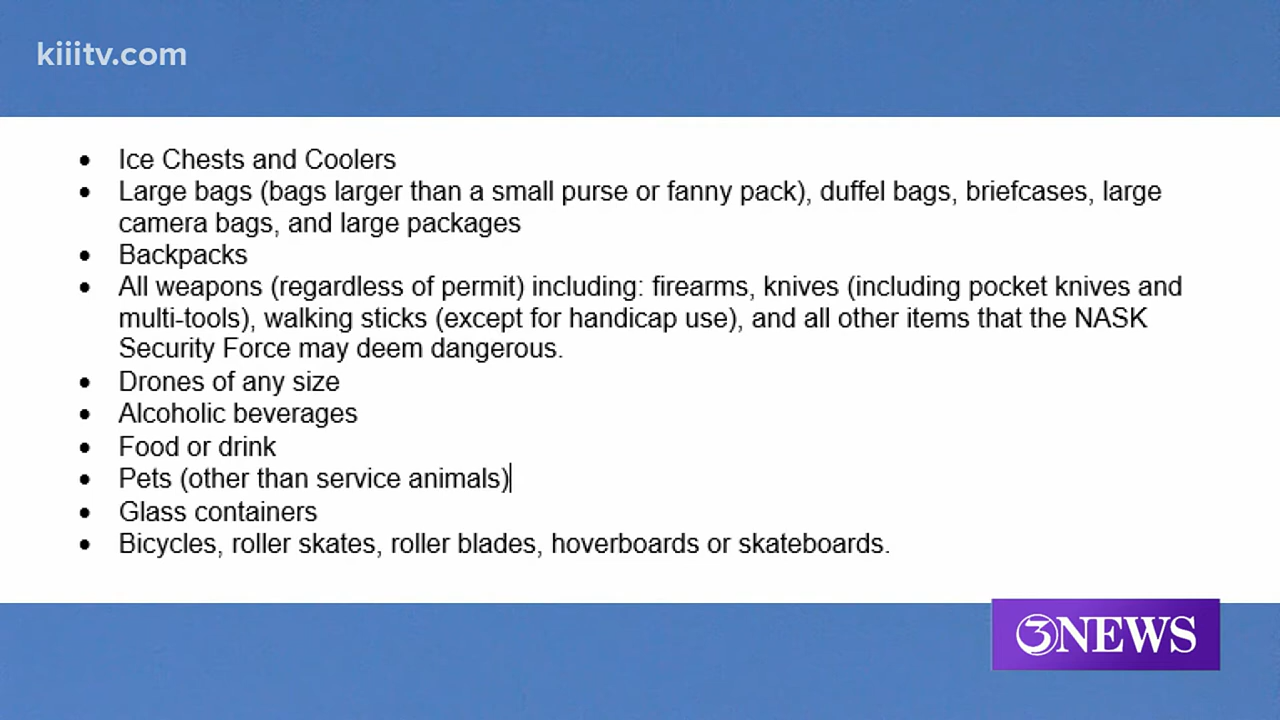 kiiitv.com
• Ice Chests and Coolers
• Large bags (bags larger than a small purse or fanny pack), duffel bags, briefcases, large
camera bags, and large packages
• Backpacks
• All weapons (regardless of permit) including: firearms, knives (including pocket knives and
multi-tools), walking sticks (except for handicap use), and all other items that the NASK
Security Force may deem dangerous.
• Drones of any size
• Alcoholic beverages
• Food or drink
• Pets (other than service animals)
• Glass containers
• Bicycles, roller skates, roller blades, hoverboards or skateboards.
3NEWS